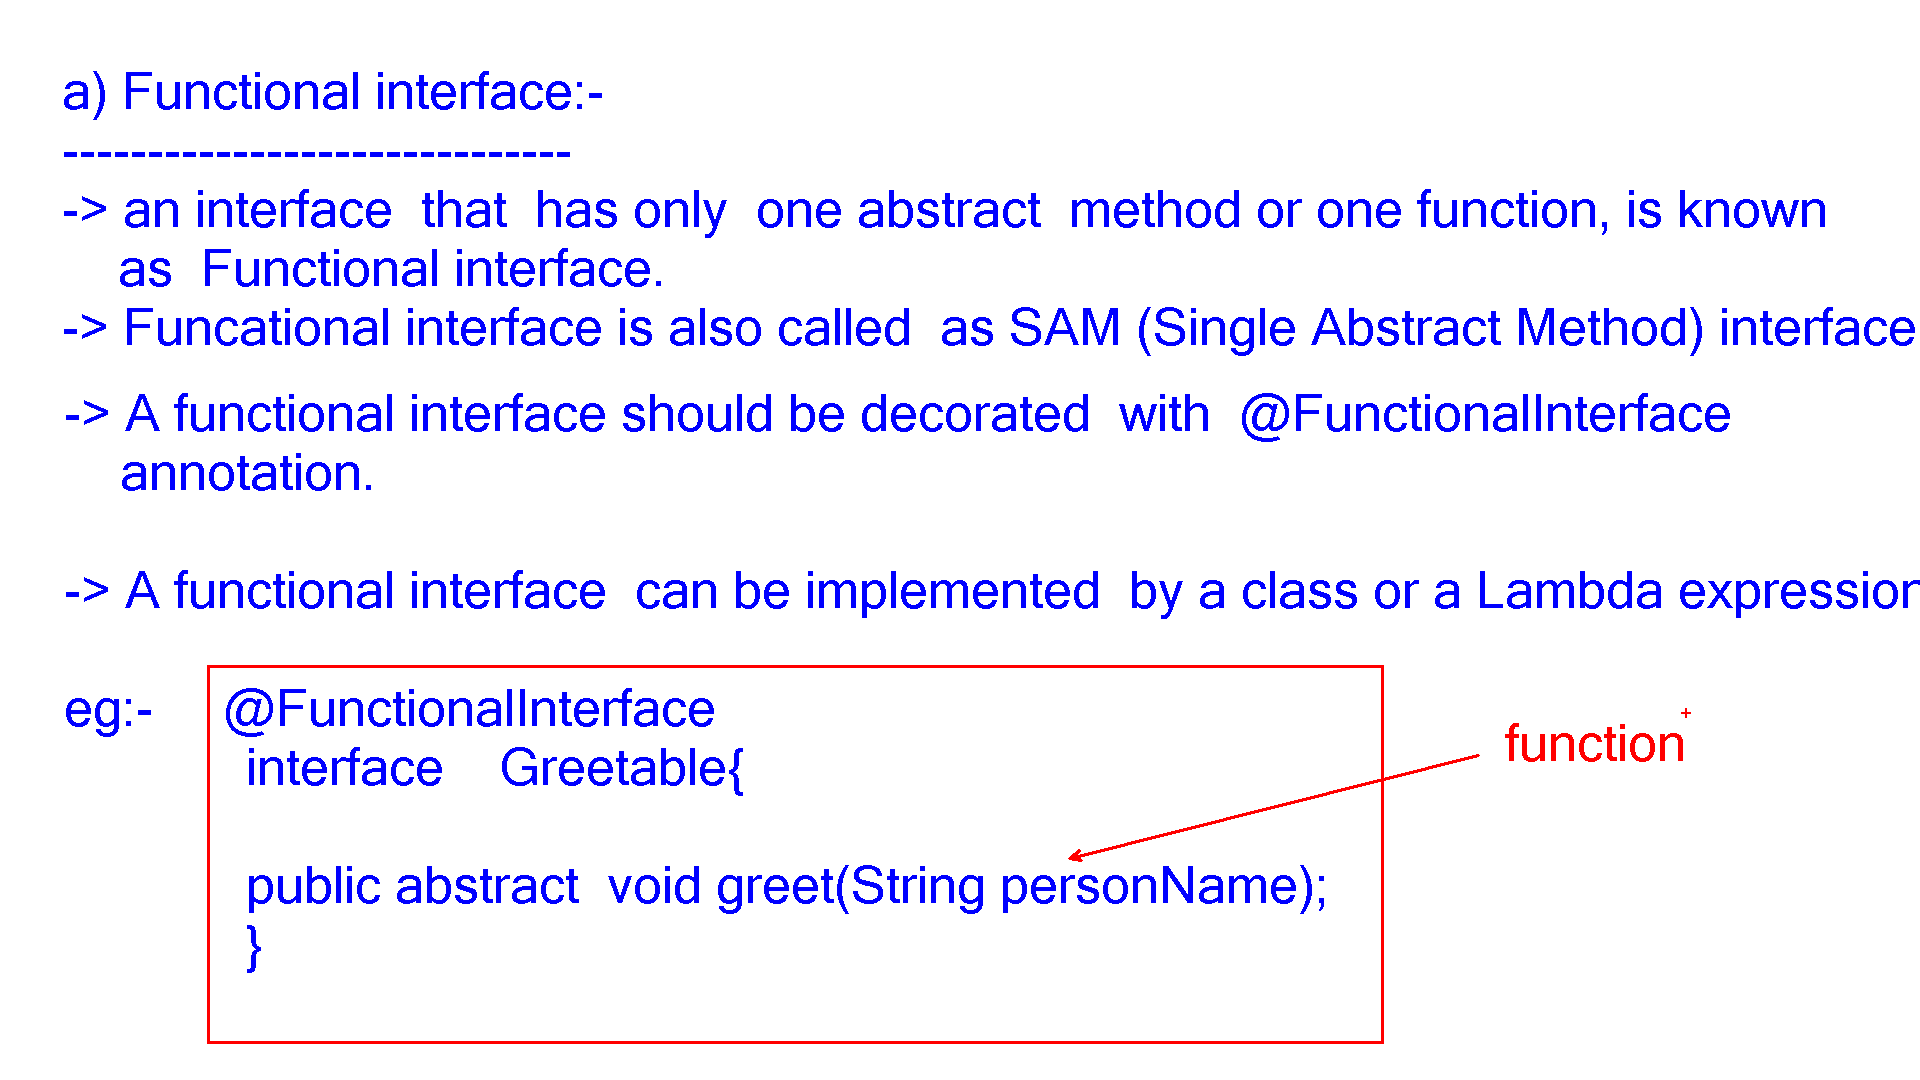 a) Functional interface:-
------------------------------
-> an interface  that  has only  one abstract  method or one function, is known
as  Functional interface.
-> Funcational interface is also called  as SAM (Single Abstract Method) interface
-> A functional interface should be decorated  with  @FunctionalInterface
annotation.
-> A functional interface  can be implemented  by a class or a Lambda expression
eg:-     @FunctionalInterface
interface    Greetable{
function
public abstract  void greet(String personName);
}